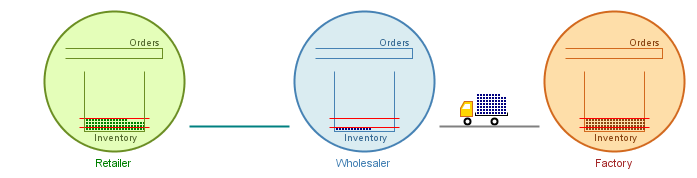 Orders
Orders
Orders
Inventory
Inventory
Inventory
Retailer
Wholesaler
Factory